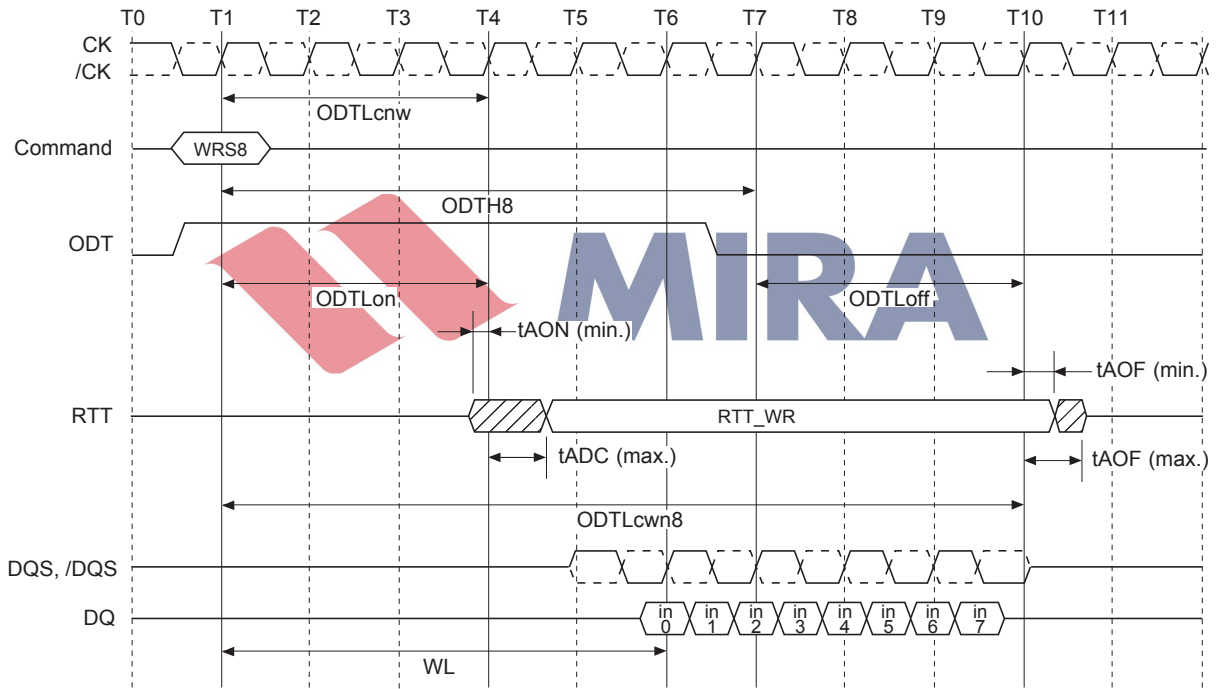 T0 T1 T2 T3 T4 T5 T6 T7 T8 T9 T10 T11
CK
/CK
ODTLcnw
Command WRS8
ODTH8
ODT
MIRA
ODTLon ODTLoff
tAON (min.)
tAOF (min.)
RTT RTT_WR
tADC (max.) tAOF (max.)
ODTLcwn8
DQS, /DQS
DQ in 0 in 1 in 2 in 3 in 4 in 5 in 6 in 7
WL